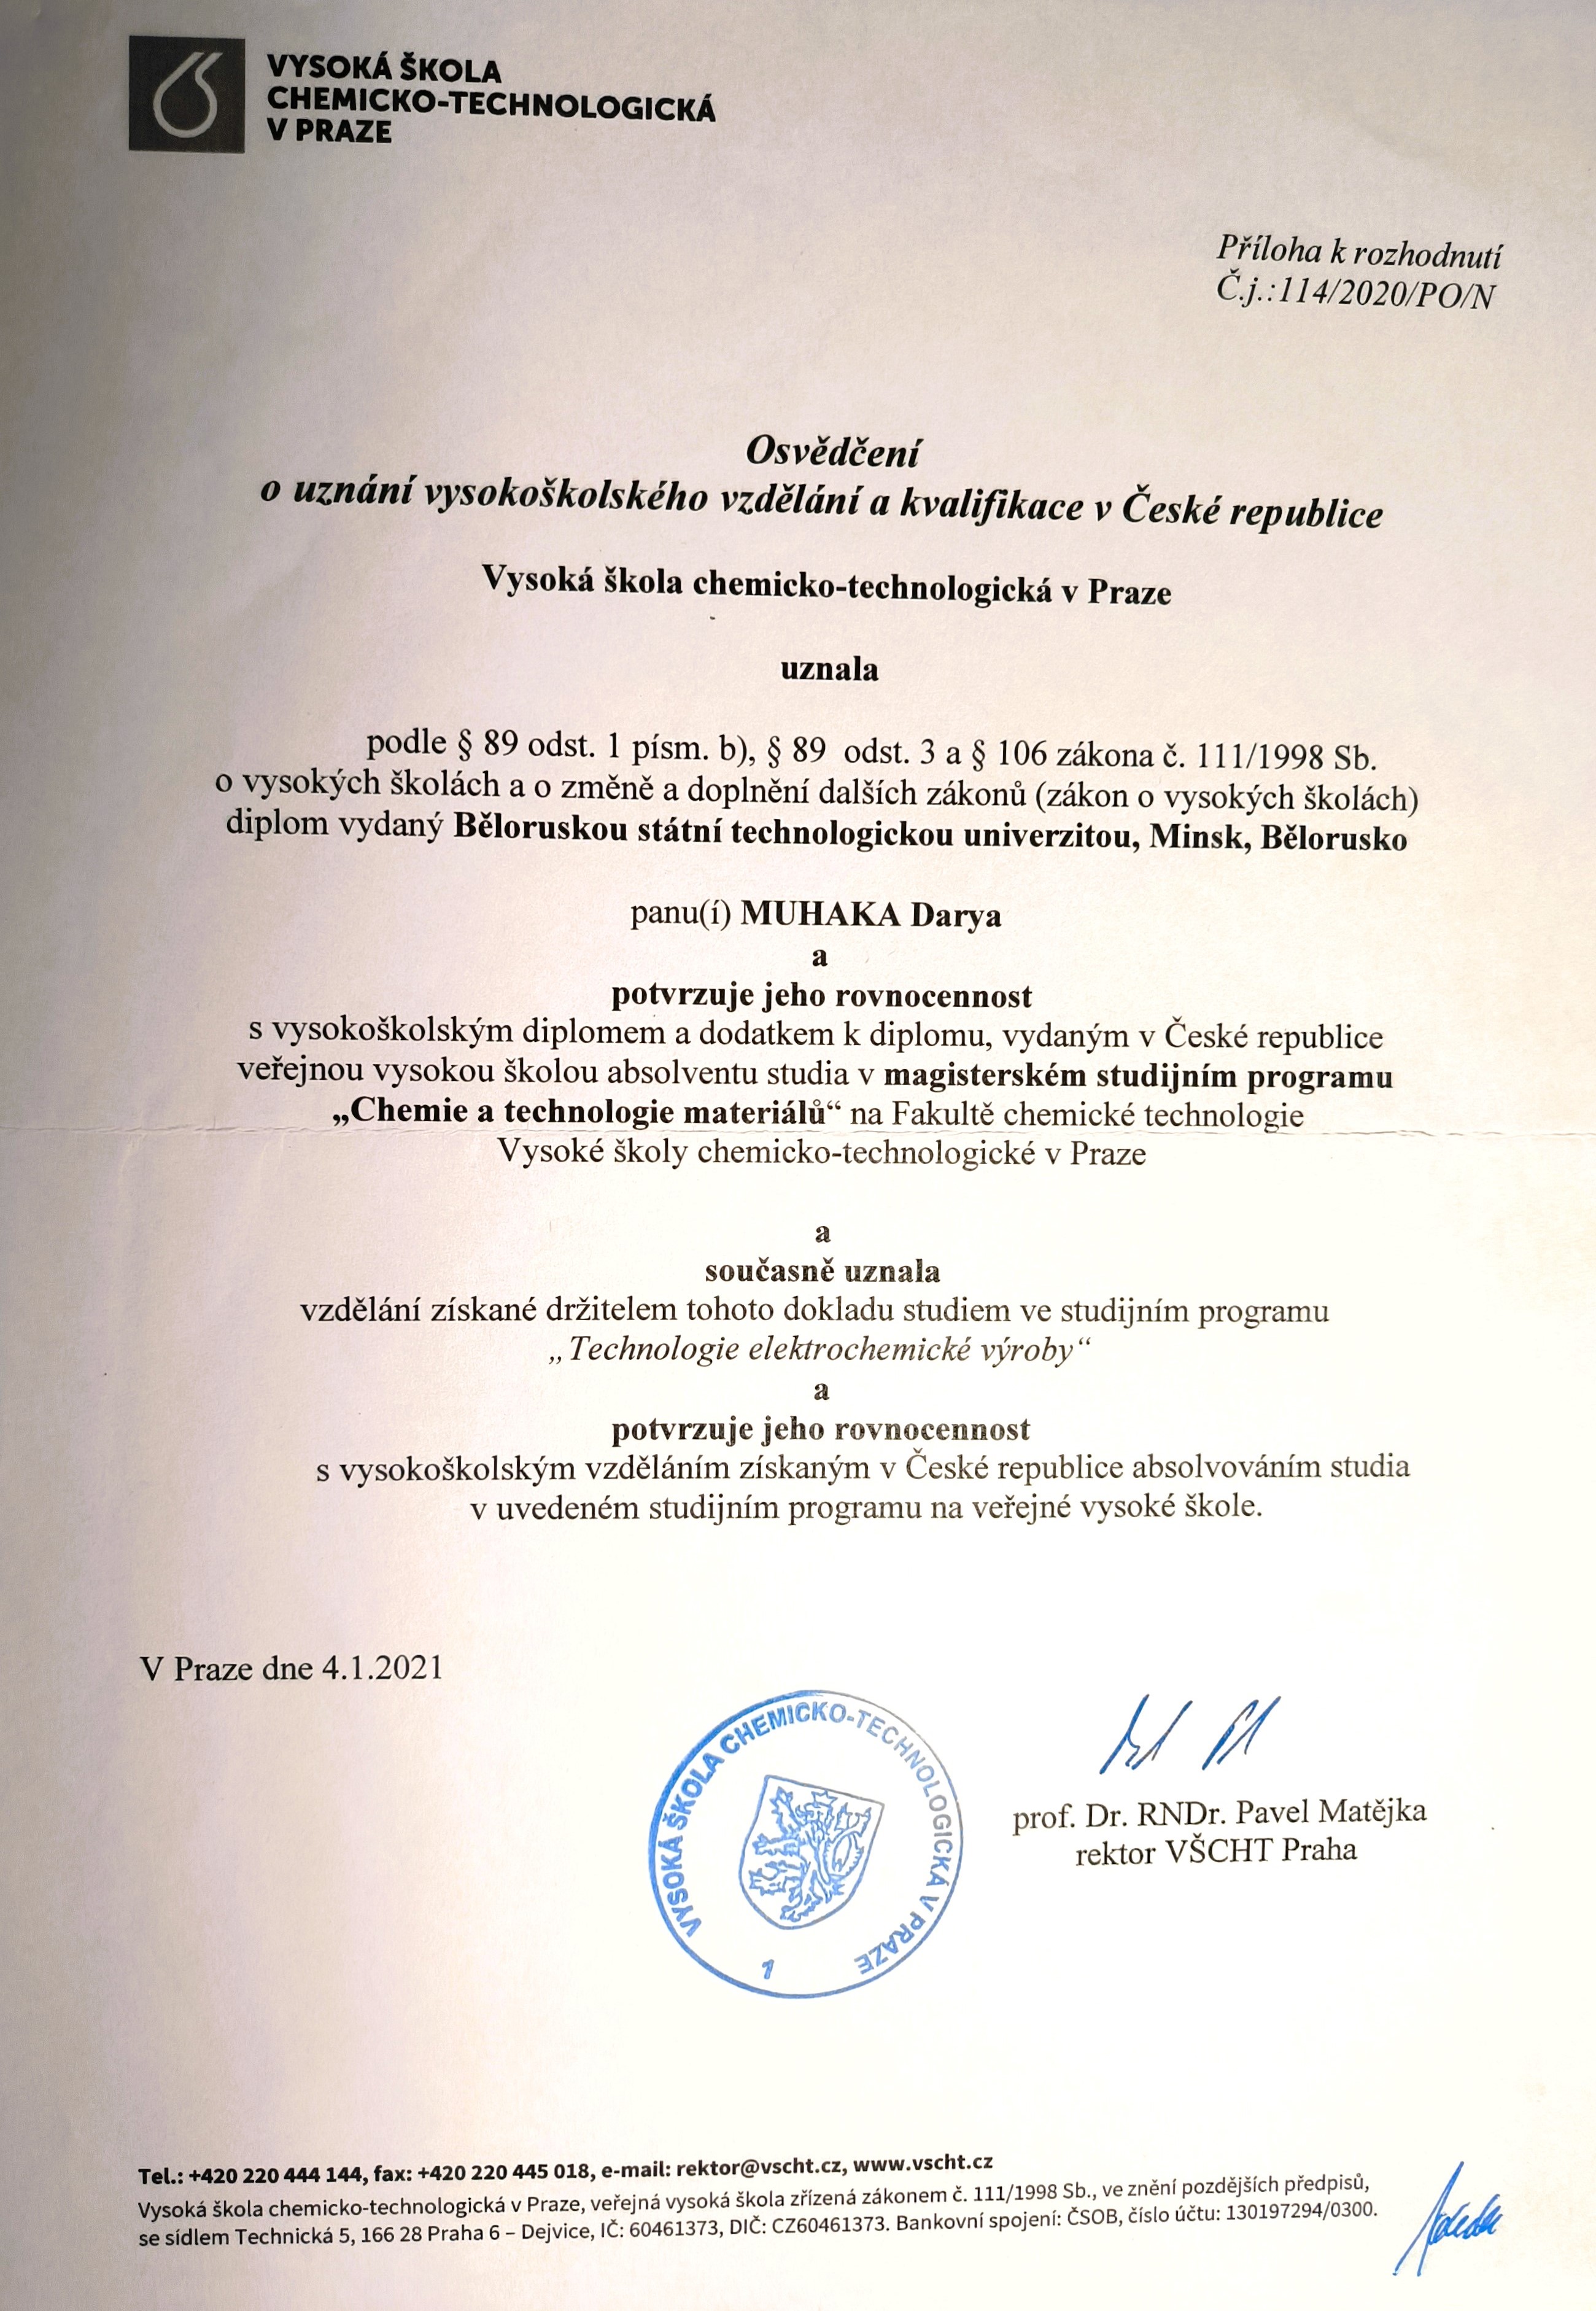 VYSOKÁ ŠKOLA
CHEMICKO-TECHNOLOGICKÁ
V PRAZE
Příloha k rozhodnutí
Č.j.:114/2020/PO/N
Osvědčení
o uznání vysokoškolského vzdělání a kvalifikace v České republice
Vysoká škola chemicko-technologická v Praze
uznala
podle § 89 odst. 1 písm. b), § 89 odst. 3 a § 106 zákona č. 111/1998 Sb.
o vysokých školách a o změně a doplnění dalších zákonů (zákon o vysokých školách)
diplom vydaný Běloruskou státní technologickou univerzitou, Minsk, Bělorusko
panu(í) MUHAKA Darya
a
potvrzuje jeho rovnocennost
s vysokoškolským diplomem a dodatkem k diplomu, vydaným v České republice
veřejnou vysokou školou absolventu studia v magisterském studijním programu
„Chemie a technologie materiálů“ na Fakultě chemické technologie
Vysoké školy chemicko-technologické v Praze
a
současně uznala
vzdělání získané držitelem tohoto dokladu studiem ve studijním programu
„Technologie elektrochemické výroby“
a
potvrzuje jeho rovnocennost
s vysokoškolským vzděláním získaným v České republice absolvováním studia
v uvedeném studijním programu na veřejné vysoké škole.
V Praze dne 4.1.2021
VYSOKÁ ŠKOLA CHEMICKO-TECHNOLOGICKÁ V PRAZE
1
prof. Dr. RNDr. Pavel Matějka
rektor VŠCHT Praha
Tel.: +420 220 444 144, fax: +420 220 445 018, e-mail: rektor@vscht.cz, www.vscht.cz
Vysoká škola chemicko-technologická v Praze, veřejná vysoká škola zřízená zákonem č. 111/1998 Sb., ve znění pozdějších předpisů,
se sídlem Technická 5, 166 28 Praha 6 – Dejvice, IČ: 60461373, DIČ: CZ60461373. Bankovní spojení: ČSOB, číslo účtu: 130197294/0300.